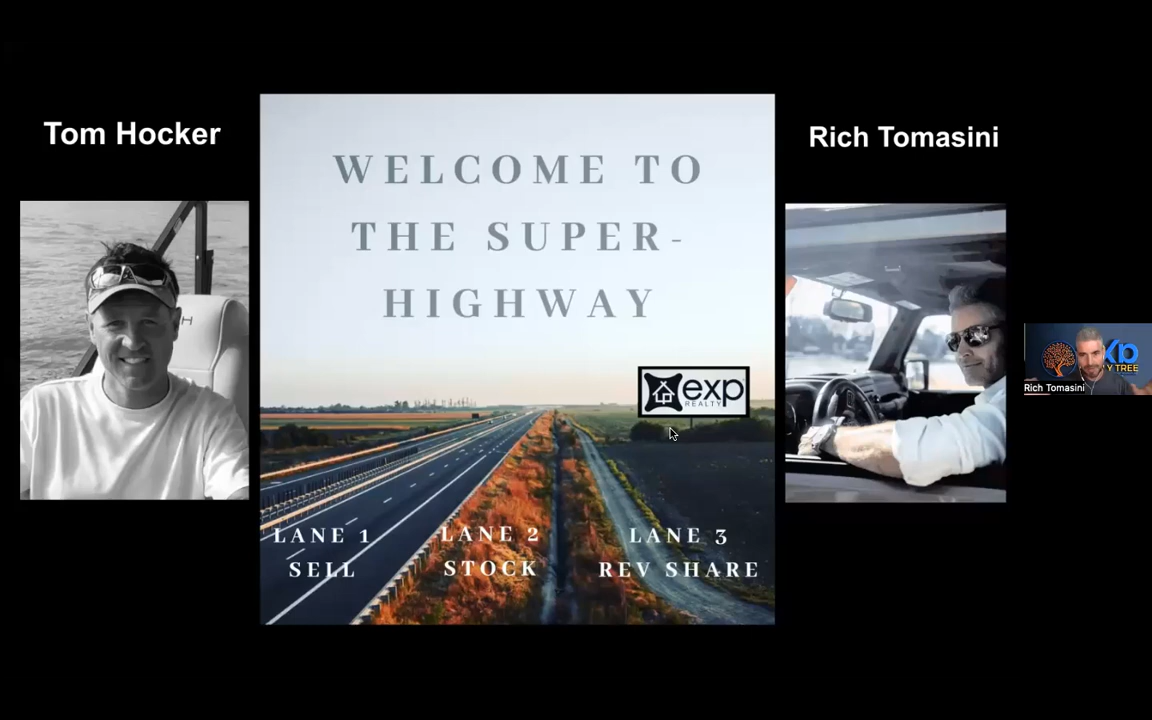 Tom Hocker
WELCOME TO
THE SUPER-
HIGHWAY
Rich Tomasini
exp
REALTY
Rich Tomasini
LANE 1
SELL
LANE 2
STOCK
LANE 3
REV SHARE